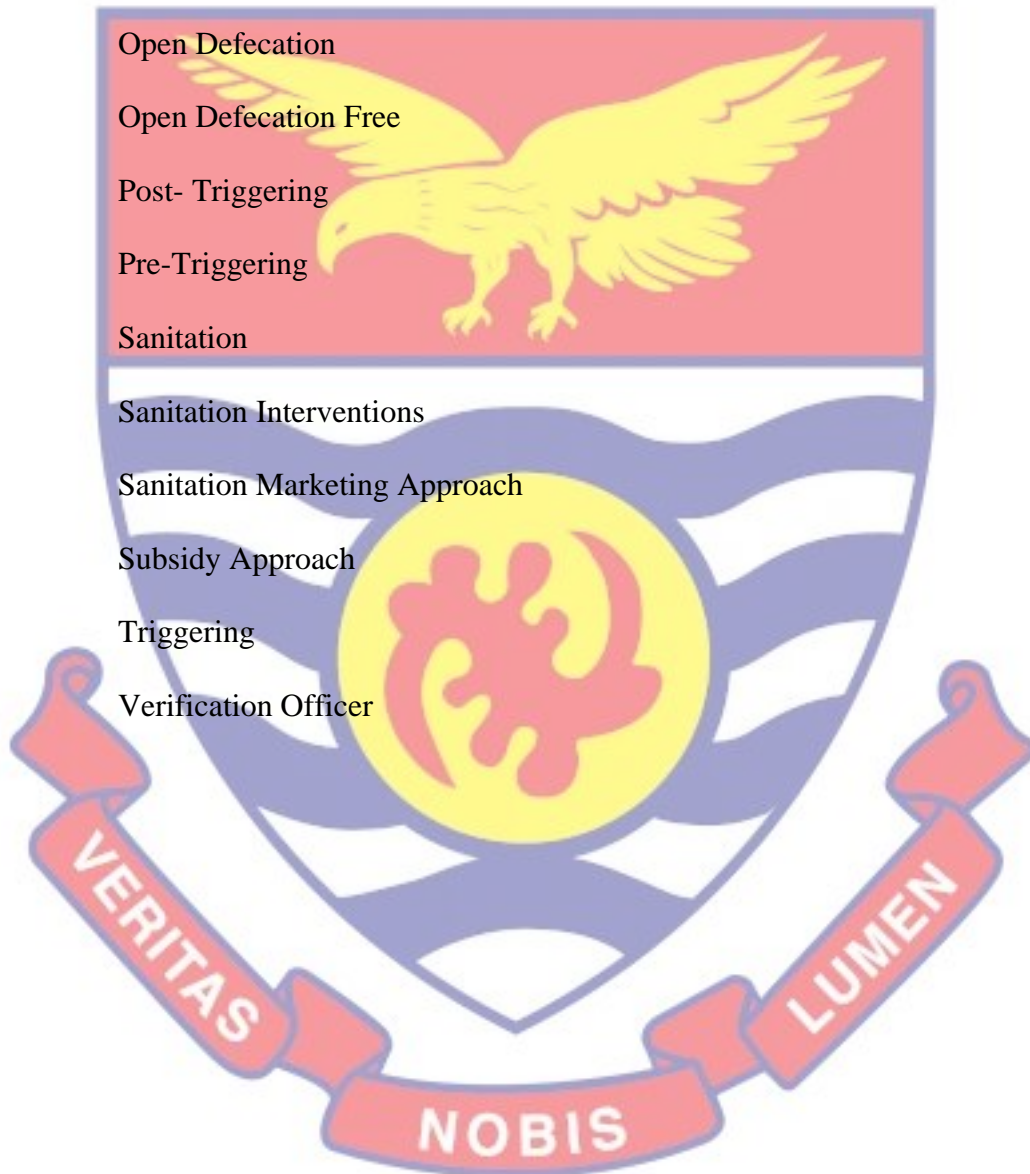 Open Defecation
Open Defecation Free
Post- Triggering
Pre-Triggering
Sanitation
Sanitation Interventions
Sanitation Marketing Approach
Subsidy Approach
Triggering
Verification Officer
VERITAS
NOBIS
LUMEN